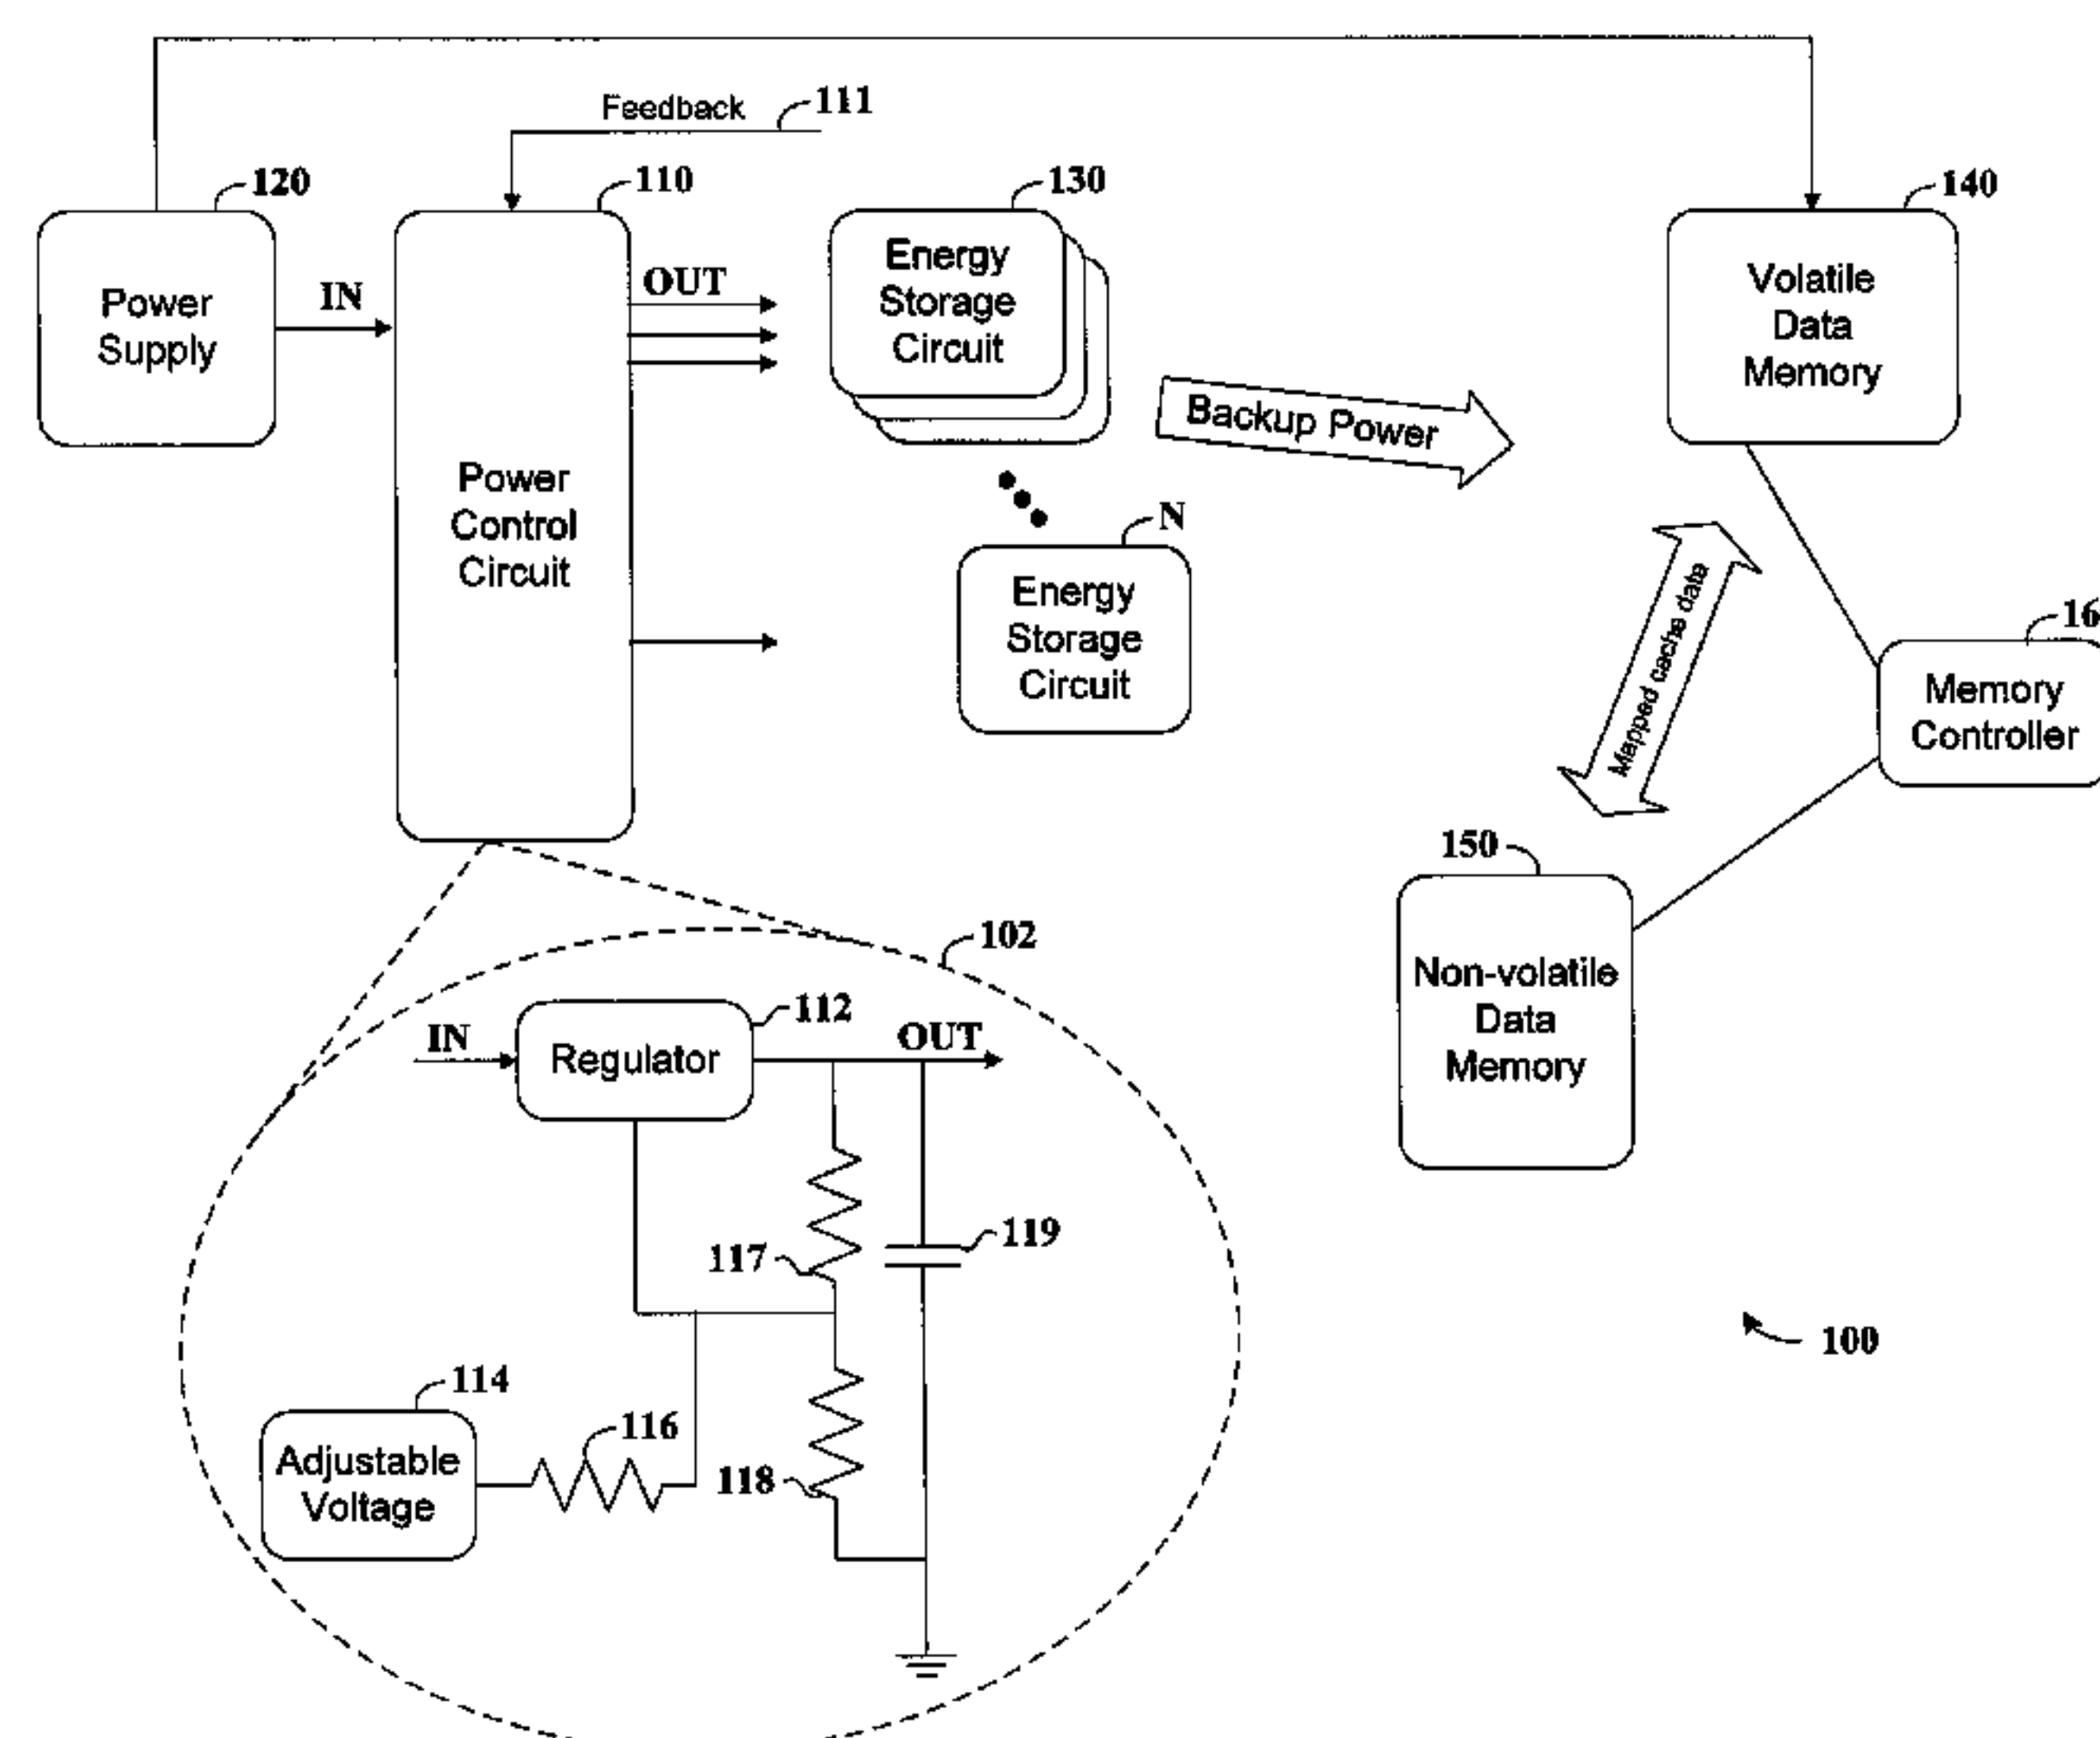 Feedback
111
120
110
130
140
Power
Supply
IN
OUT
Energy
Storage
Circuit
Volatile
Data
Memory
Backup Power
Power
Control
Circuit
N
Energy
Storage
Circuit
Mapped cache data
16
Memory
Controller
150
Non-volatile
Data
Memory
102
IN
Regulator
112
OUT
117
119
114
116
118
Adjustable
Voltage
100